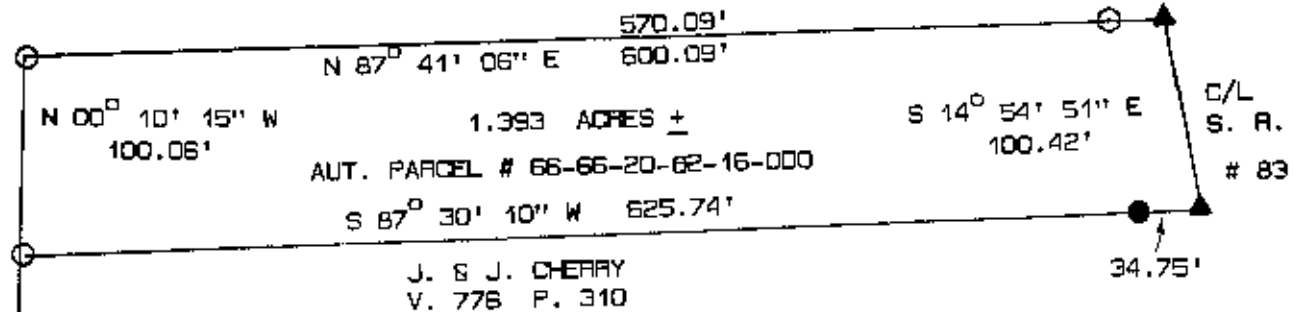 570.09'
N 87° 41' 06" E 600.09'
N 00° 10' 15" W
100.06'
1.393 ACRES ±
S 14° 54' 51" E
100.42'
C/L
S. R.
# 83
AUT. PARCEL # 66-66-20-62-16-000
S 87° 30' 10" W 625.74'
34.75'
J. & J. CHERRY
V. 776 P. 310